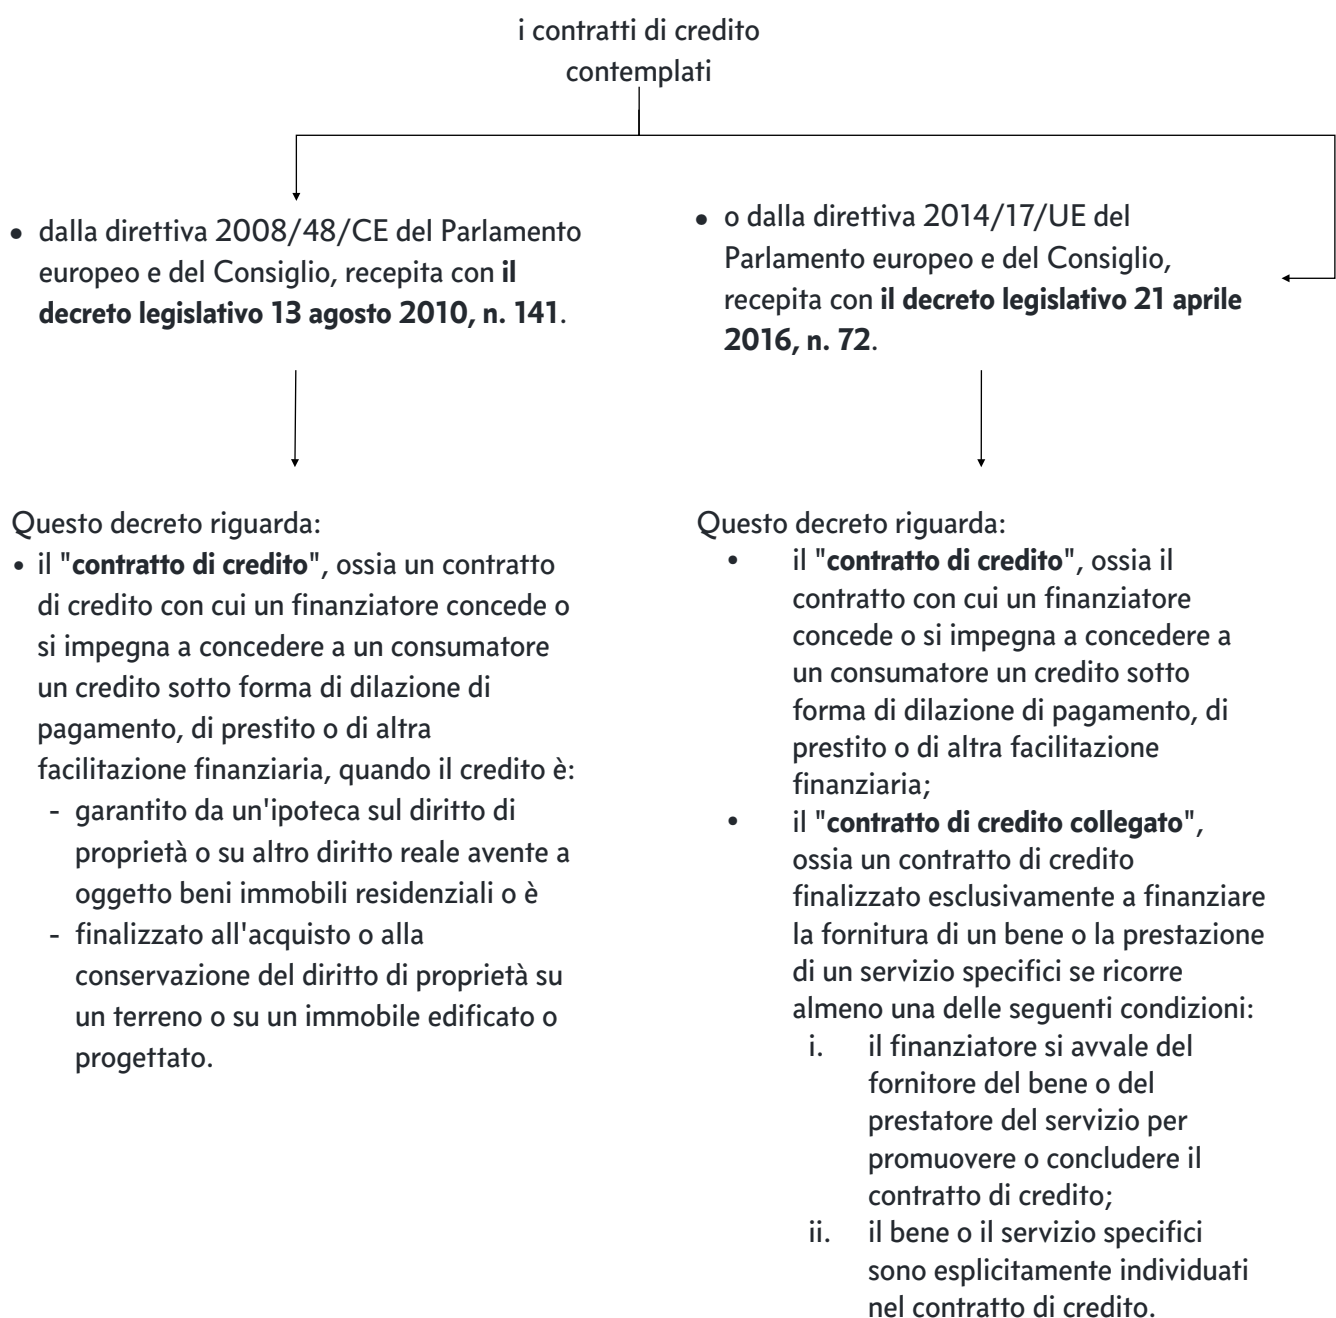 i contratti di credito
contemplati
• dalla direttiva 2008/48/CE del Parlamento
europeo e del Consiglio, recepita con il
decreto legislativo 13 agosto 2010, n. 141.
• o dalla direttiva 2014/17/UE del
Parlamento europeo e del Consiglio,
recepita con il decreto legislativo 21 aprile
2016, n. 72.
Questo decreto riguarda:
• il "contratto di credito", ossia un contratto
di credito con cui un finanziatore concede o
si impegna a concedere a un consumatore
un credito sotto forma di dilazione di
pagamento, di prestito o di altra
facilitazione finanziaria, quando il credito è:
- garantito da un'ipoteca sul diritto di
proprietà o su altro diritto reale avente a
oggetto beni immobili residenziali o è
- finalizzato all'acquisto o alla
conservazione del diritto di proprietà su
un terreno o su un immobile edificato o
progettato.
Questo decreto riguarda:
• il "contratto di credito", ossia il
contratto con cui un finanziatore
concede o si impegna a concedere a
un consumatore un credito sotto
forma di dilazione di pagamento, di
prestito o di altra facilitazione
finanziaria;
• il "contratto di credito collegato",
ossia un contratto di credito
finalizzato esclusivamente a finanziare
la fornitura di un bene o la prestazione
di un servizio specifici se ricorre
almeno una delle seguenti condizioni:
i. il finanziatore si avvale del
fornitore del bene o del
prestatore del servizio per
promuovere o concludere il
contratto di credito;
ii. il bene o il servizio specifici
sono esplicitamente individuati
nel contratto di credito.